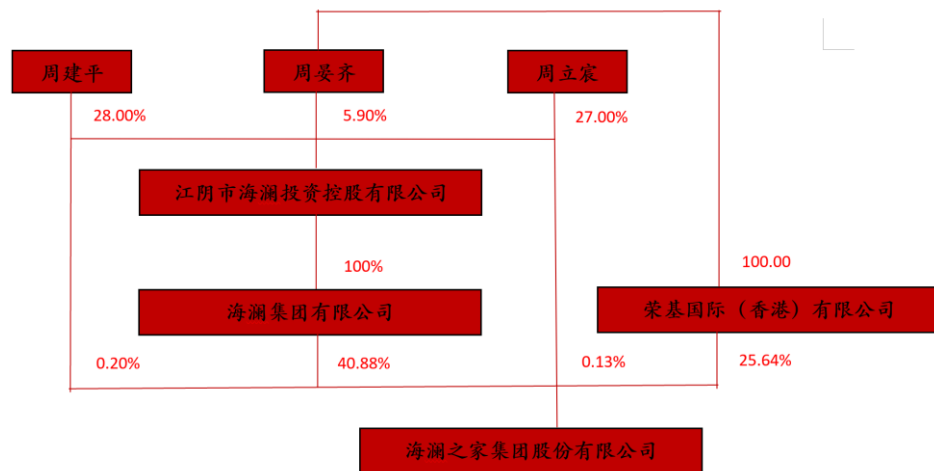 周建平
周晏齐
周立宸
28.00%
5.90%
27.00%
江阴市海澜投资控股有限公司
100%
100.00
海澜集团有限公司
荣基国际（香港）有限公司
0.20%
40.88%
0.13%
25.64%
海澜之家集团股份有限公司